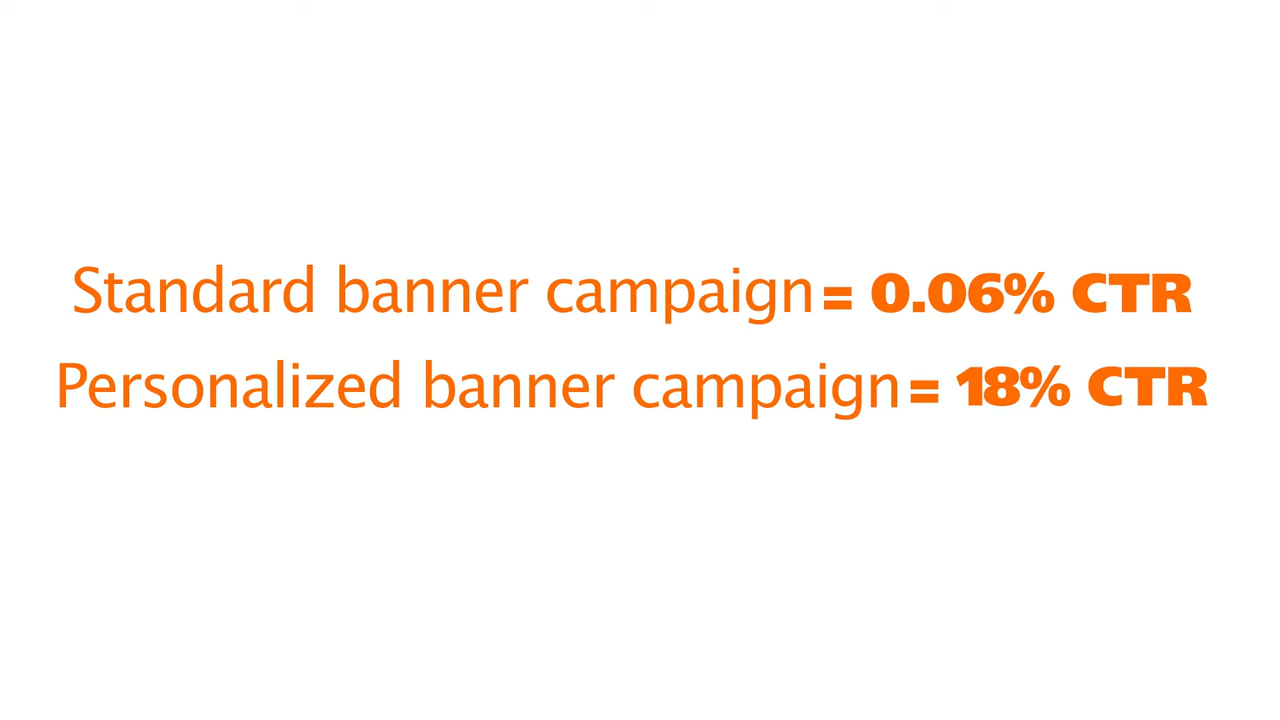 Standard banner campaign = 0.06% CTR
Personalized banner campaign = 18% CTR